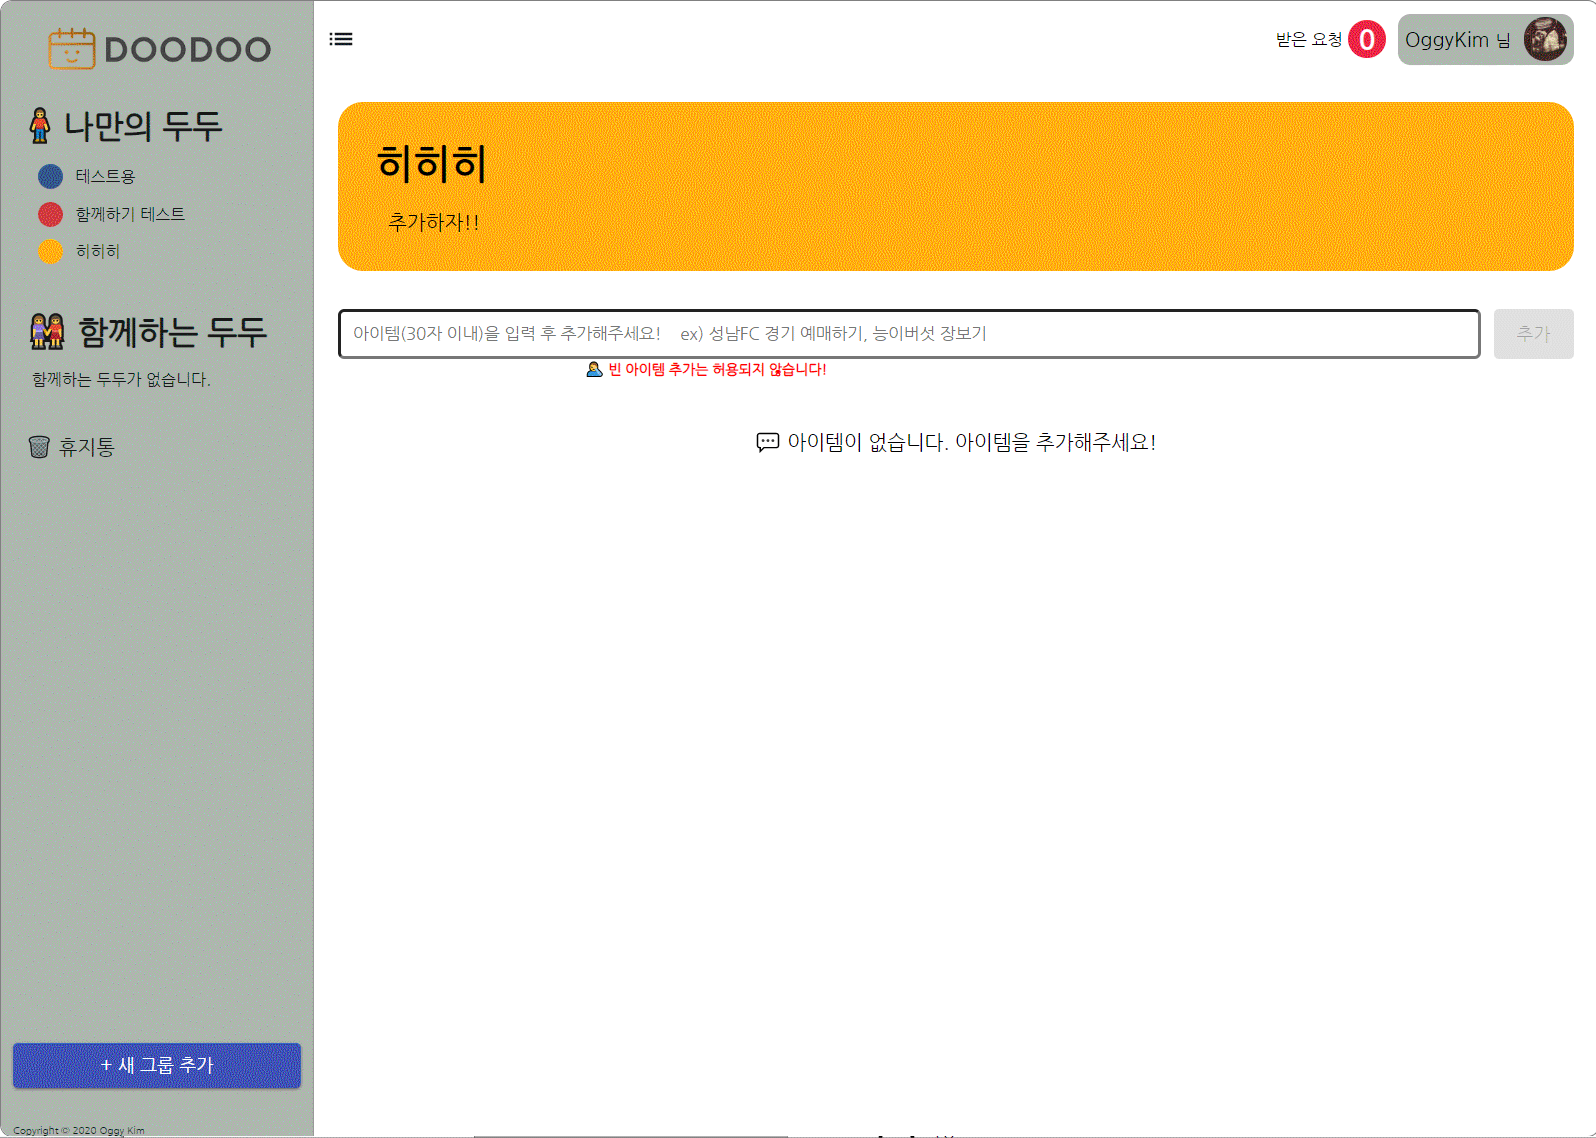 DOODOO
나만의 두두
테스트용
함께하기 테스트
히히히
함께하는 두두
함께하는 두두가 없습니다.
휴지통
+ 새 그룹 추가
Copyright © 2020 Oggy Kim
받은 요청 0 OggyKim 님
히히히
추가하자!!
아이템(30자 이내)을 입력 후 추가해주세요! ex) 성남FC 경기 예매하기, 능이버섯 장보기
추가
빈 아이템 추가는 허용되지 않습니다!
아이템이 없습니다. 아이템을 추가해주세요!